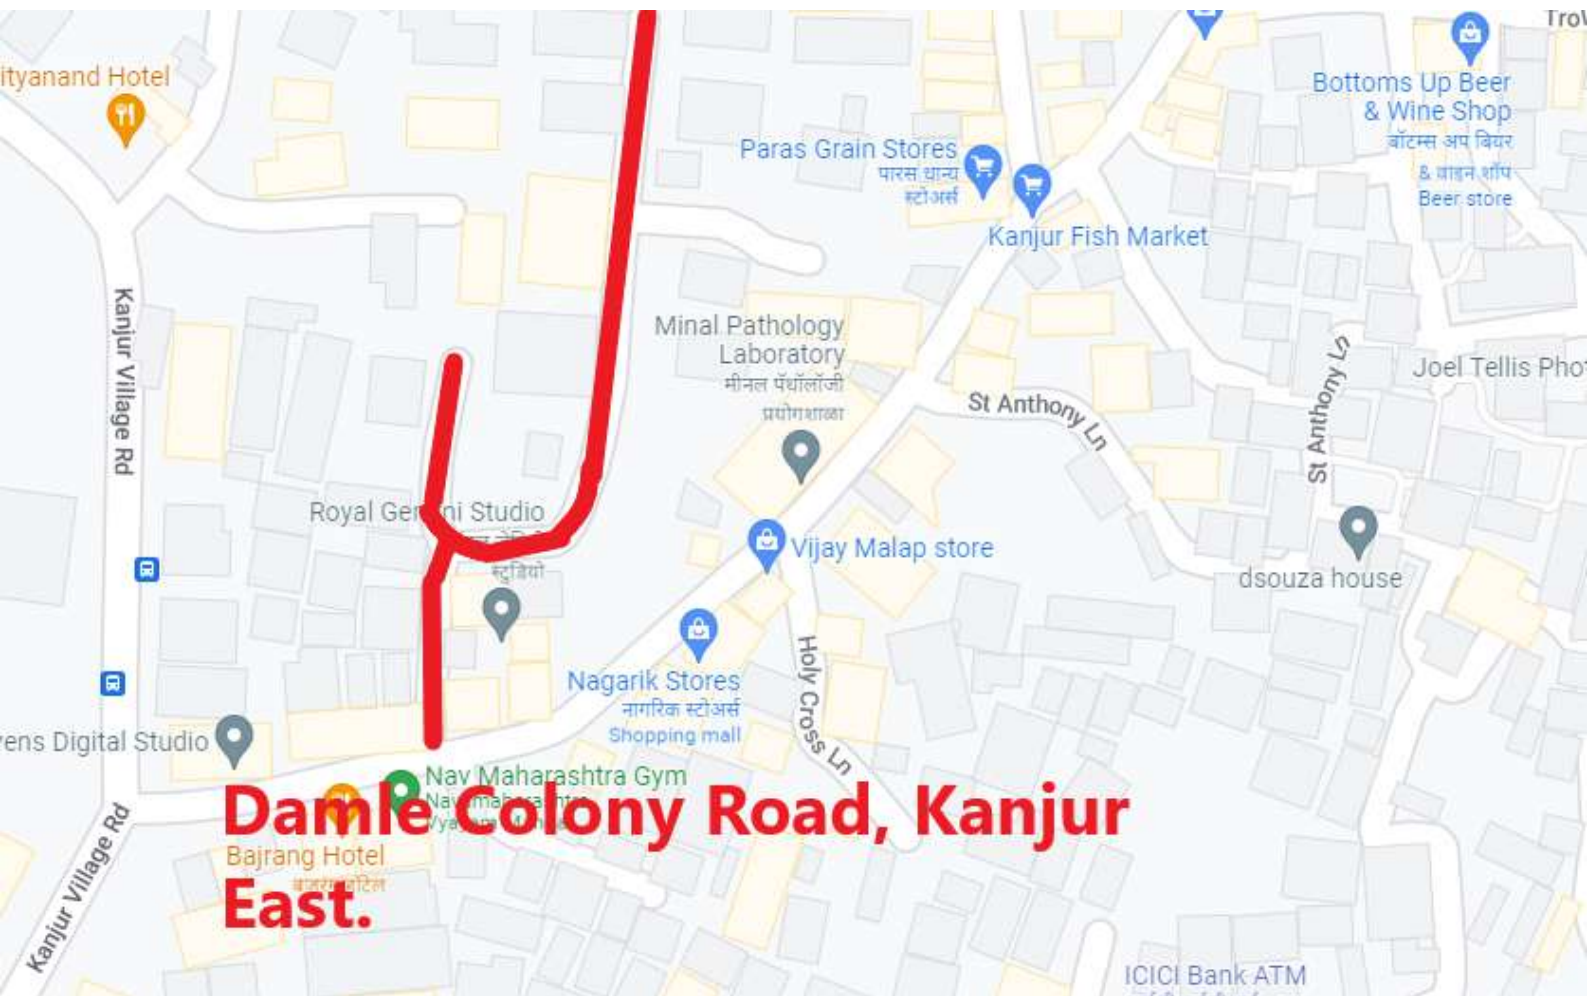 ityanand Hotel
Bottoms Up Beer
& Wine Shop
बॉटम्स अप बियर
& वाइन शॉप
Beer store
Paras Grain Stores
पारस धान्य
स्टोअर्स
Kanjur Fish Market
Kanjur Village Rd
Minal Pathology
Laboratory
मीनल पॅथॉलॉजी
प्रयोगशाळा
St Anthony Ln
St Anthony Ln
Joel Tellis Pho
Royal Ge ni Studio
स्टुडियो
Vijay Malap store
dsouza house
Nagarik Stores
नागरिक स्टोअर्स
Shopping mall
Holy Cross Ln
vens Digital Studio
Nav Maharashtra Gym
Damle Colony Road, Kanjur
East.
Bajrang Hotel
Kanjur Village Rd
ICICI Bank ATM